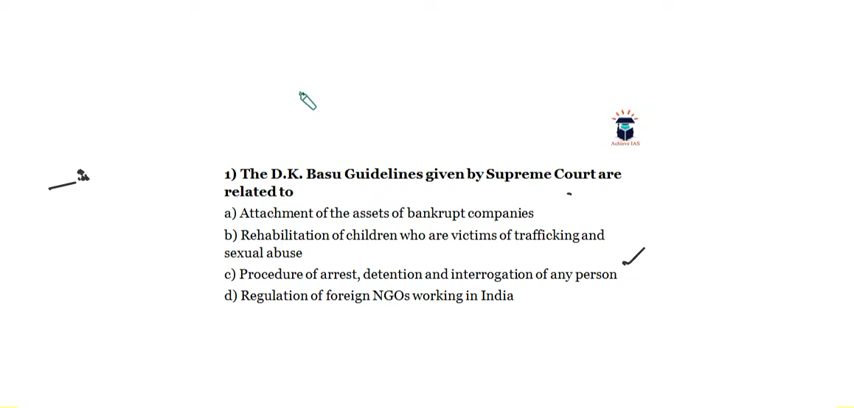 Achieve IAS
1) The D.K. Basu Guidelines given by Supreme Court are
related to
a) Attachment of the assets of bankrupt companies
b) Rehabilitation of children who are victims of trafficking and
sexual abuse
c) Procedure of arrest, detention and interrogation of any person
d) Regulation of foreign NGOs working in India